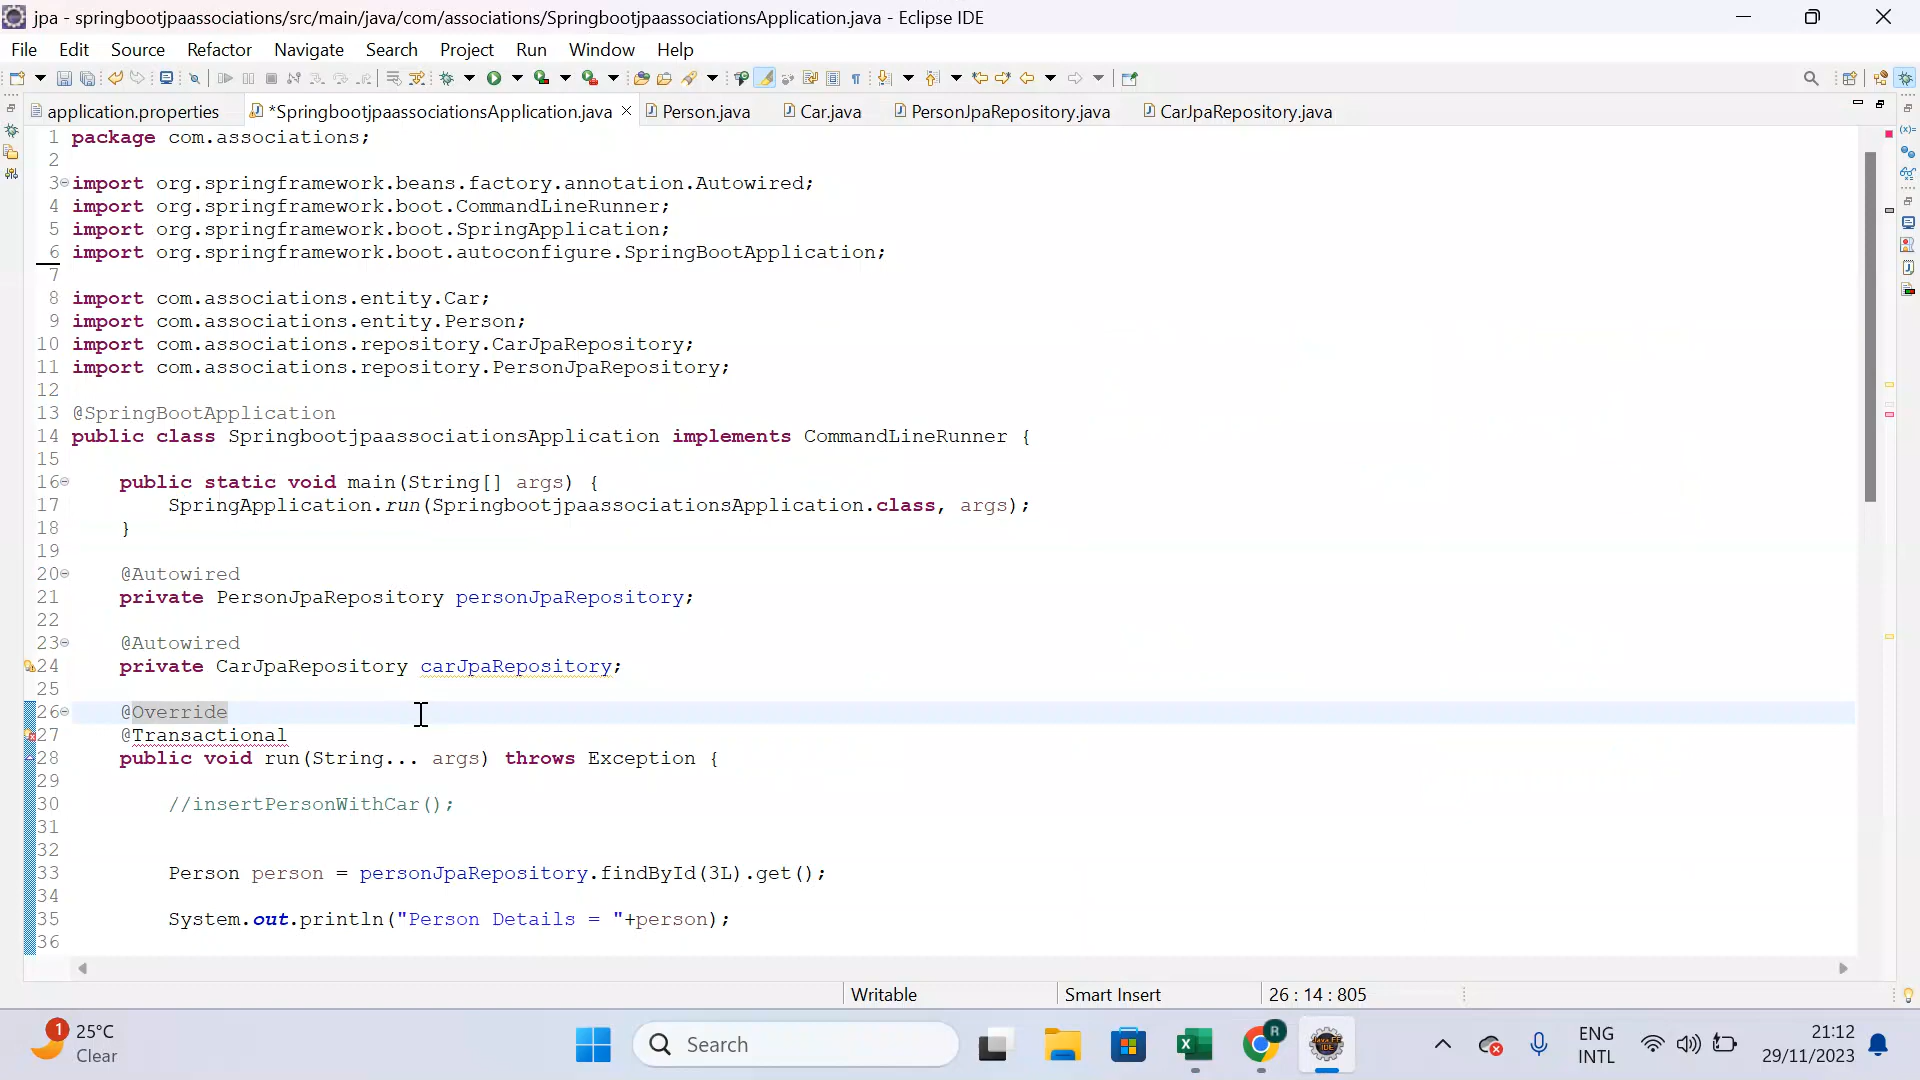 jpa - springbootjpaassociations/src/main/java/com/associations/SpringbootjpaassociationsApplication.java - Eclipse IDE
File Edit Source Refactor Navigate Search Project Run Window Help
application.properties *SpringbootjpaassociationsApplication.java Person.java Car.java PersonJpaRepository.java CarJpaRepository.java
1 package com.associations;
2
3 import org.springframework.beans.factory.annotation.Autowired;
4 import org.springframework.boot.CommandLineRunner;
5 import org.springframework.boot.SpringApplication;
6 import org.springframework.boot.autoconfigure.SpringBootApplication;
7
8 import com.associations.entity.Car;
9 import com.associations.entity.Person;
10 import com.associations.repository.CarJpaRepository;
11 import com.associations.repository.PersonJpaRepository;
12
13 @SpringBootApplication
14 public class SpringbootjpaassociationsApplication implements CommandLineRunner {
15
16 public static void main(String[] args) {
17 SpringApplication.run(SpringbootjpaassociationsApplication.class, args);
18 }
19
20 @Autowired
21 private PersonJpaRepository personJpaRepository;
22
23 @Autowired
24 private CarJpaRepository carJpaRepository;
25
26 @Override
27 @Transactional
28 public void run(String... args) throws Exception {
29
30 //insertPersonWithCar();
31
32
33 Person person = personJpaRepository.findById(3L).get();
34
35 System.out.println("Person Details = "+person);
36
Writable Smart Insert 26 : 14 : 805
1 25°C
Clear
Search
R
ENG
INTL
21:12
29/11/2023